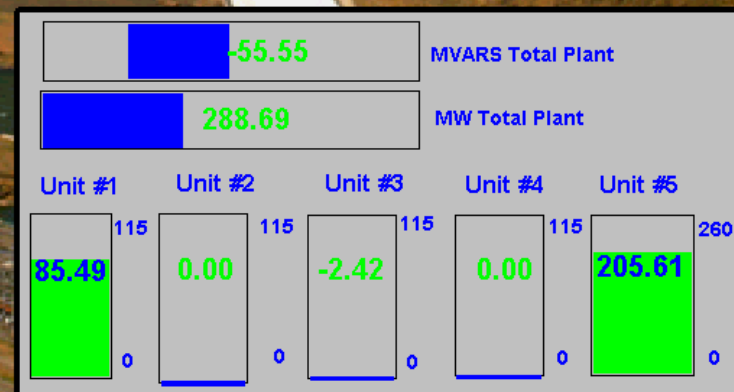 -55.55 MVARS Total Plant
288.69 MW Total Plant
Unit #1 Unit #2 Unit #3 Unit #4 Unit #5
115 115 115 115 260
85.49 0.00 -2.42 0.00 205.61
0 0 0 0 0